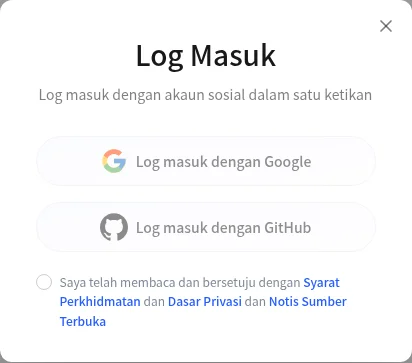 Log Masuk
Log masuk dengan akaun sosial dalam satu ketikan
Log masuk dengan Google
Log masuk dengan GitHub
Saya telah membaca dan bersetuju dengan Syarat
Perkhidmatan dan Dasar Privasi dan Notis Sumber
Terbuka